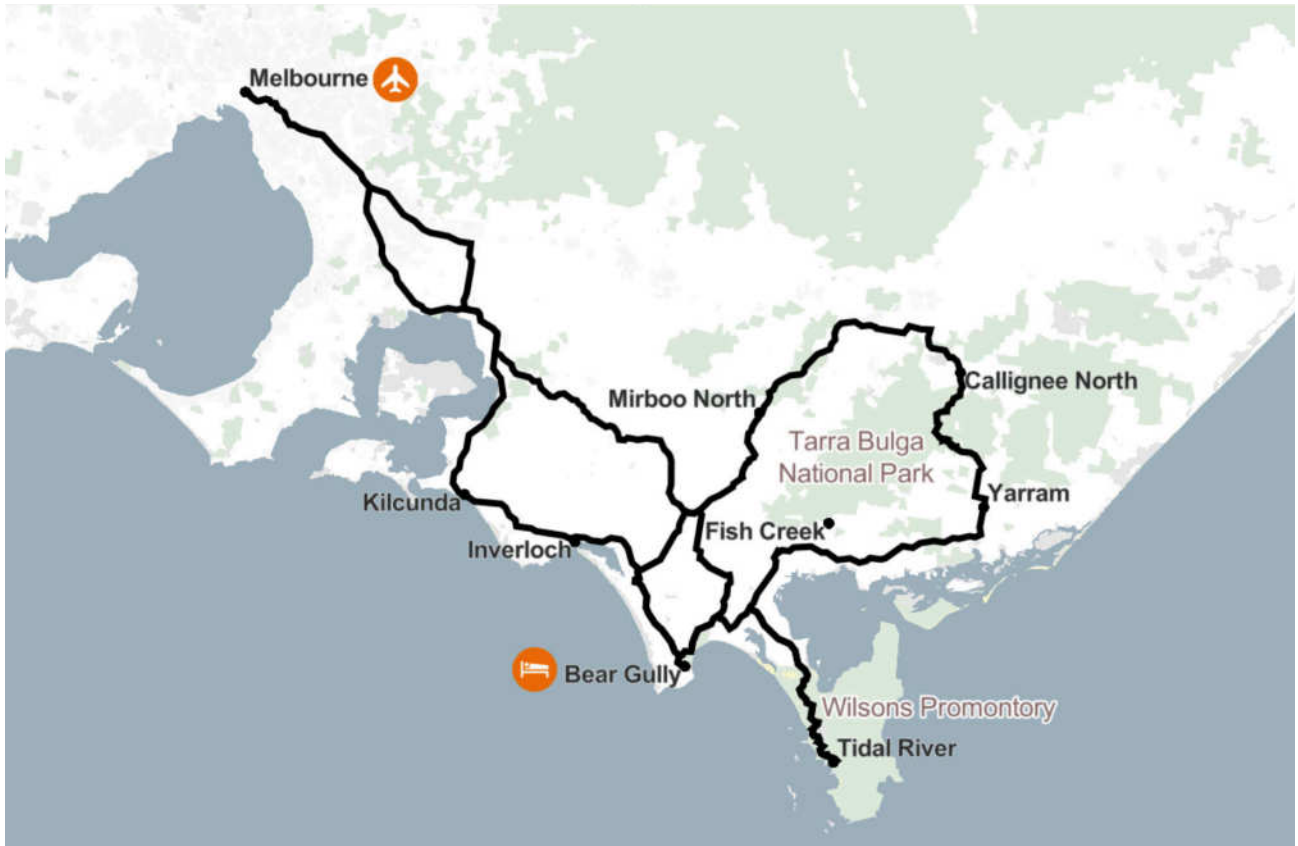 Melbourne
Callignee North
Mirboo North
Tarra Bulga
National Park
Yarram
Kilcunda
Fish Creek
Inverloch
Bear Gully
Wilsons Promontory
Tidal River